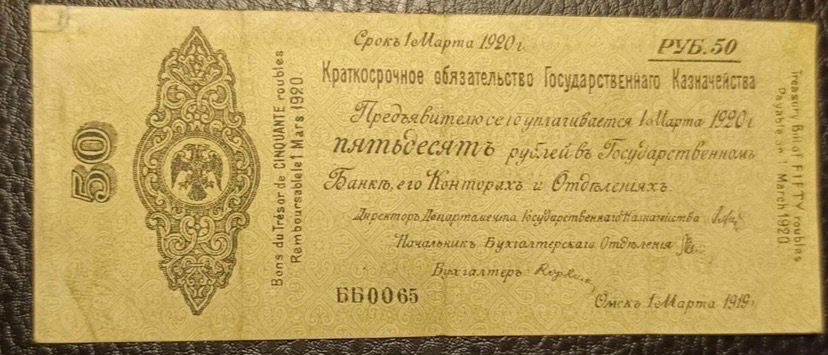 50
Bons du Trésor de CINQUANTE roubles
Remboursable le 1 Mars 1920.
Срокъ 1 Марта 1920 г.
РУБ. 50
Краткосрочное обязательство Государственнаго Казначейства
Предъявителю сего уплачивается 1 Марта 1920 г.
пятьдесятъ рублей въ Государственномъ
Банкѣ, его Конторахъ и Отдѣленіяхъ.
Директоръ Департамента Государственнаго Казначейства
Начальникъ Бухгалтерскаго Отдѣленія
Бухгалтеръ
ББ0065
Омскъ 1 Марта 1919 г.
Treasury Bill of FIFTY roubles
Payable on 1 March 1920.